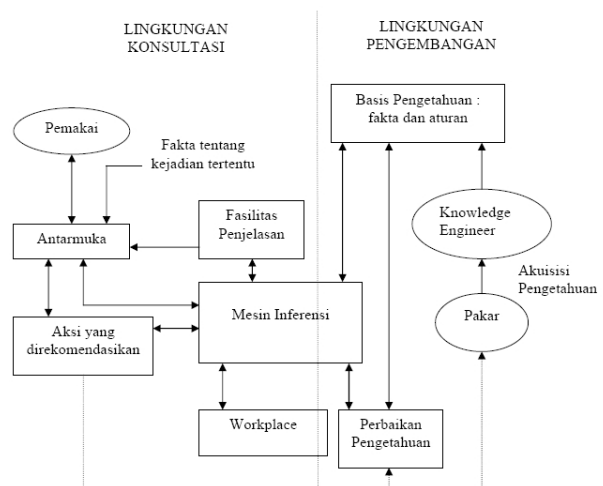 LINGKUNGAN
KONSULTASI
LINGKUNGAN
PENGEMBANGAN
Basis Pengetahuan :
fakta dan aturan
Pemakai
Fakta tentang
kejadian tertentu
Fasilitas
Penjelasan
Knowledge
Engineer
Antarmuka
Akuisisi
Pengetahuan
Mesin Inferensi
Pakar
Aksi yang
direkomendasikan
Workplace
Perbaikan
Pengetahuan